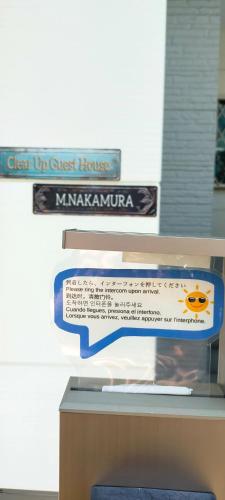 Clear Up Guest House
M.NAKAMURA
到着したら、インターフォンを押してください
Please ring the intercom upon arrival.
到达时，请敲门铃。
도착하면 인터폰을 눌러주세요
Cuando llegues, presiona el interfono.
Lorsque vous arrivez, veuillez appuyer sur l'interphone.